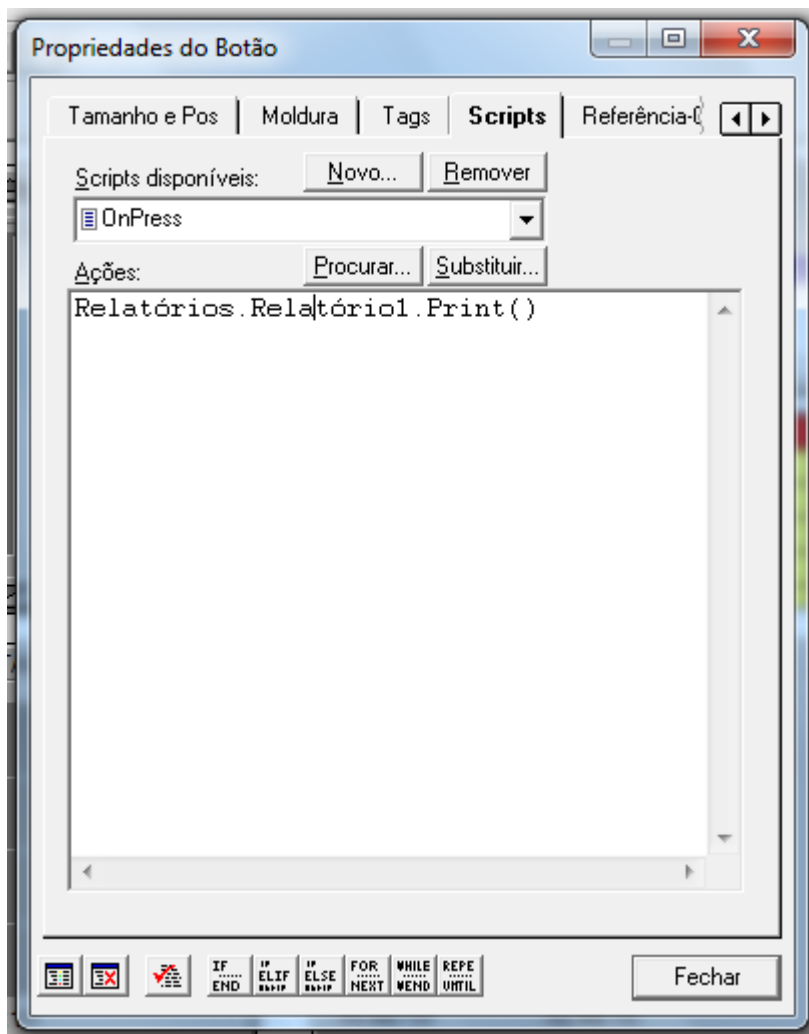 Propriedades do Botão
Tamanho e Pos Moldura Tags Scripts Referência-
Scripts disponíveis: Novo... Remover
OnPress
Ações: Procurar... Substituir...
Relatórios.Relatório1.Print()
IF END IF ELIF IF ELSE FOR NEXT WHILE WEND REPE UNTIL Fechar